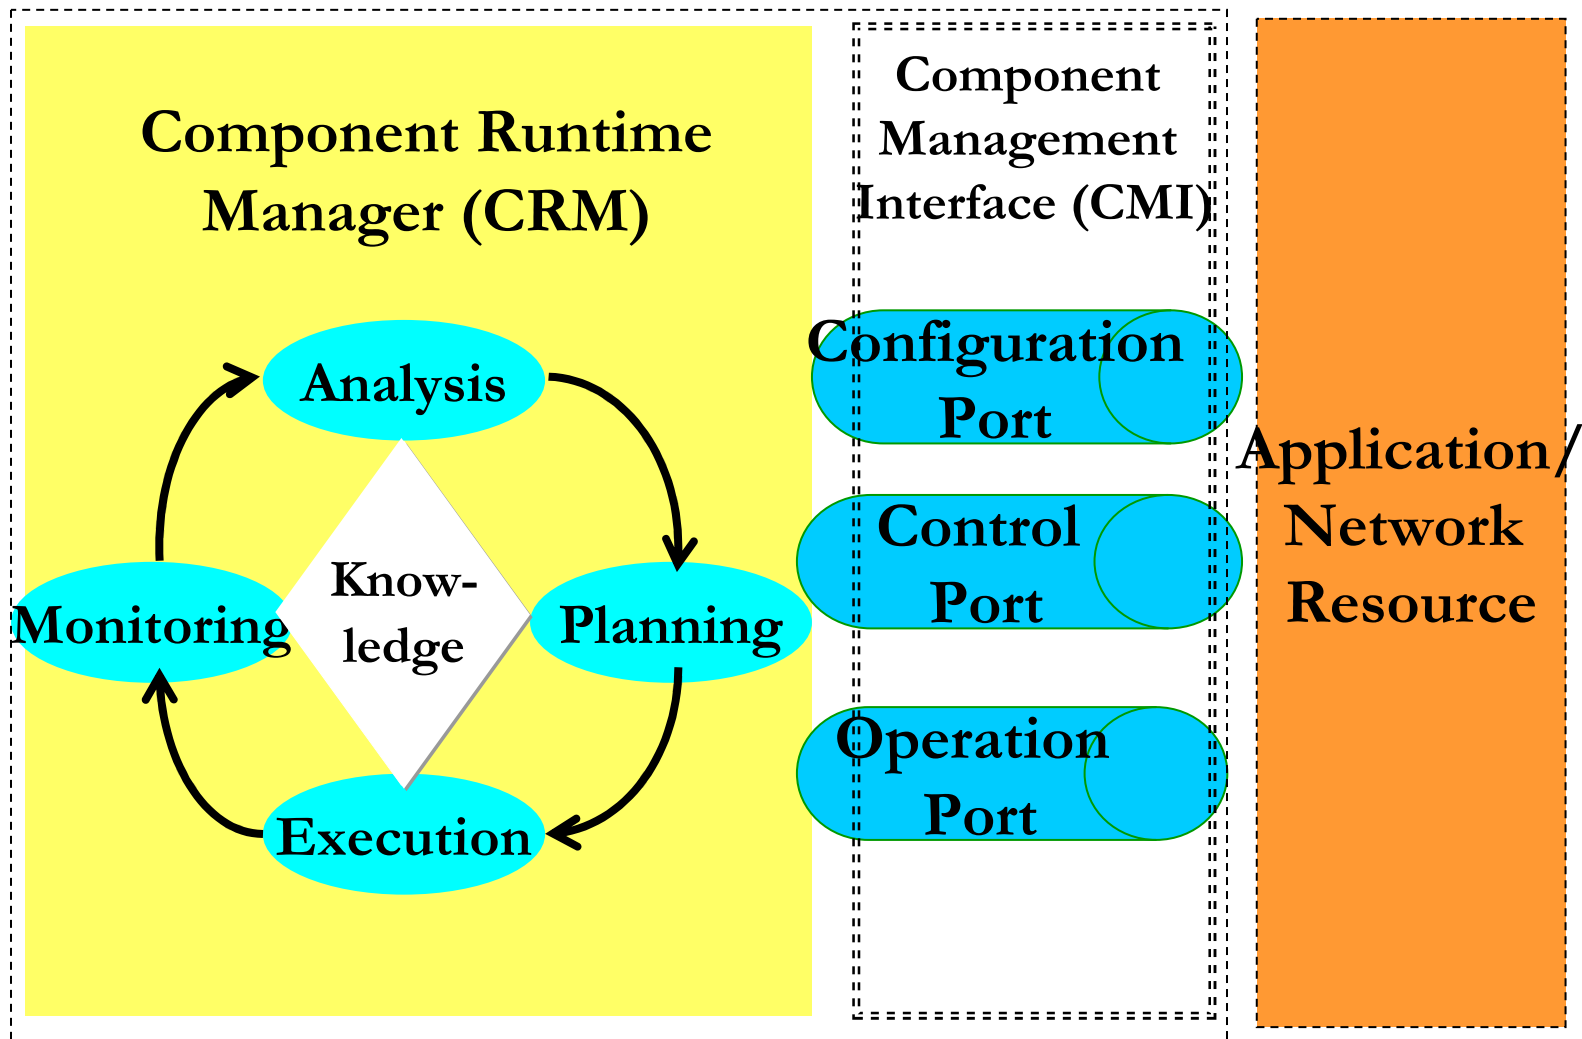 Component Runtime
Manager (CRM)
Analysis
Monitoring
Know-
ledge
Planning
Execution
Component
Management
Interface (CMI)
Configuration
Port
Control
Port
Operation
Port
Application/
Network
Resource